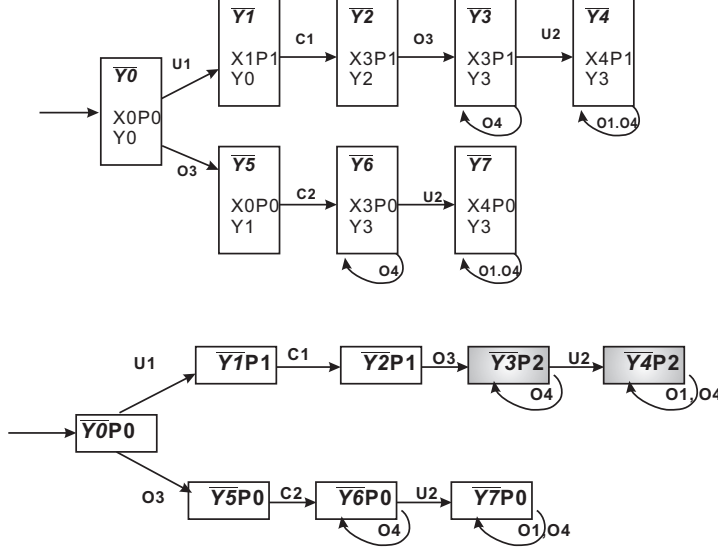 Y1
Y2
Y3
Y4
X1P1
Y0
X3P1
Y2
X3P1
Y3
X4P1
Y3
U1
C1
O3
U2
O4
O1.O4
Y0
X0P0
Y0
O3
Y5
Y6
Y7
X0P0
Y1
X3P0
Y3
X4P0
Y3
C2
U2
O4
O1.O4
U1
Y1P1
C1
Y2P1
O3
Y3P2
U2
Y4P2
O4
O1,O4
Y0P0
O3
Y5P0
C2
Y6P0
U2
Y7P0
O4
O1,O4